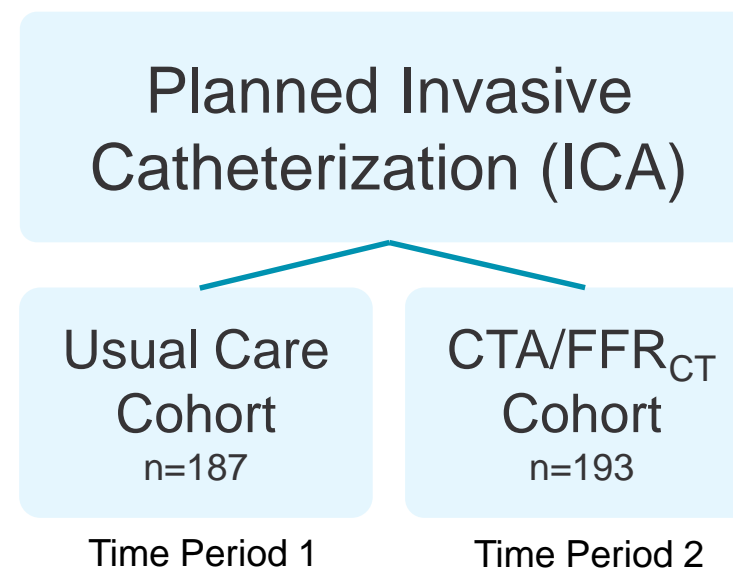 Planned Invasive
Catheterization (ICA)
Usual Care
Cohort
n=187
CTA/FFRCT
Cohort
n=193
Time Period 1
Time Period 2